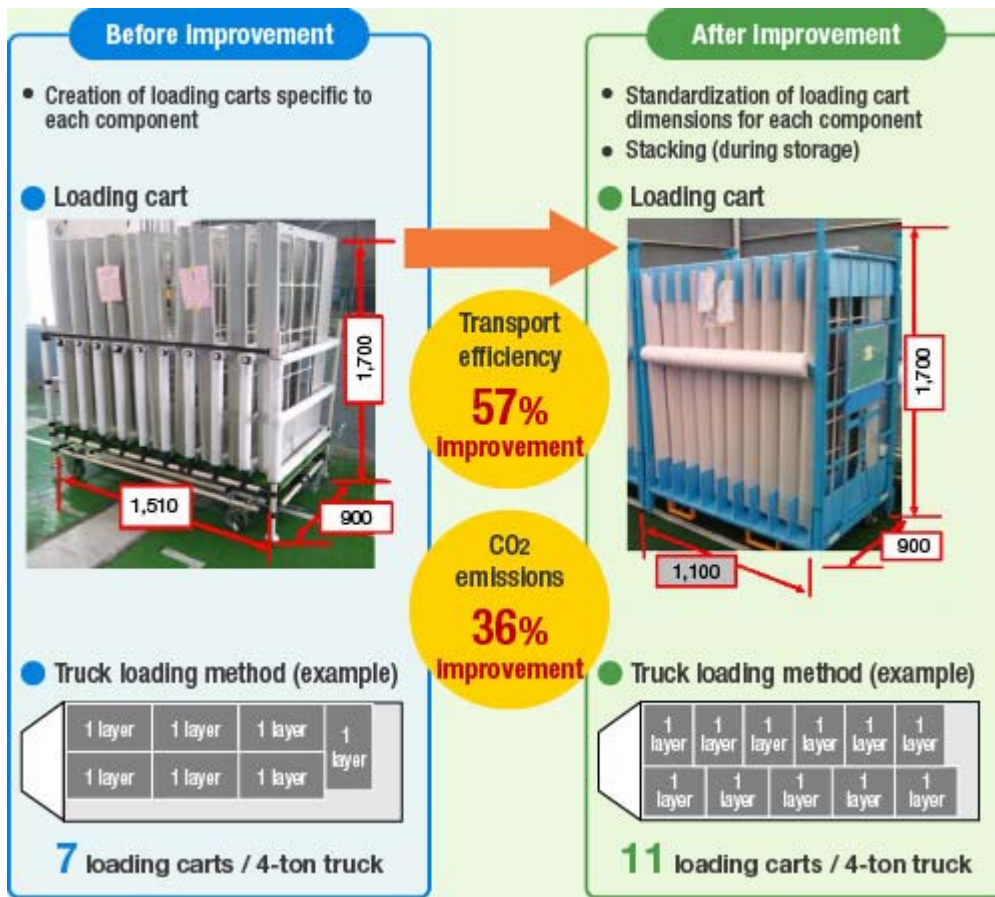 Before Improvement
• Creation of loading carts specific to
each component
Loading cart
1,700
1,510
900
Truck loading method (example)
1 layer
1 layer
1 layer
1
layer
1 layer
1 layer
1 layer
7 loading carts / 4-ton truck
Transport
efficiency
57%
Improvement
CO2
emissions
36%
Improvement
After Improvement
• Standardization of loading cart
dimensions for each component
• Stacking (during storage)
Loading cart
1,700
900
1,100
Truck loading method (example)
1
layer
1
layer
1
layer
1
layer
1
layer
1
layer
1
layer
1
layer
1
layer
1
layer
1
layer
11 loading carts / 4-ton truck